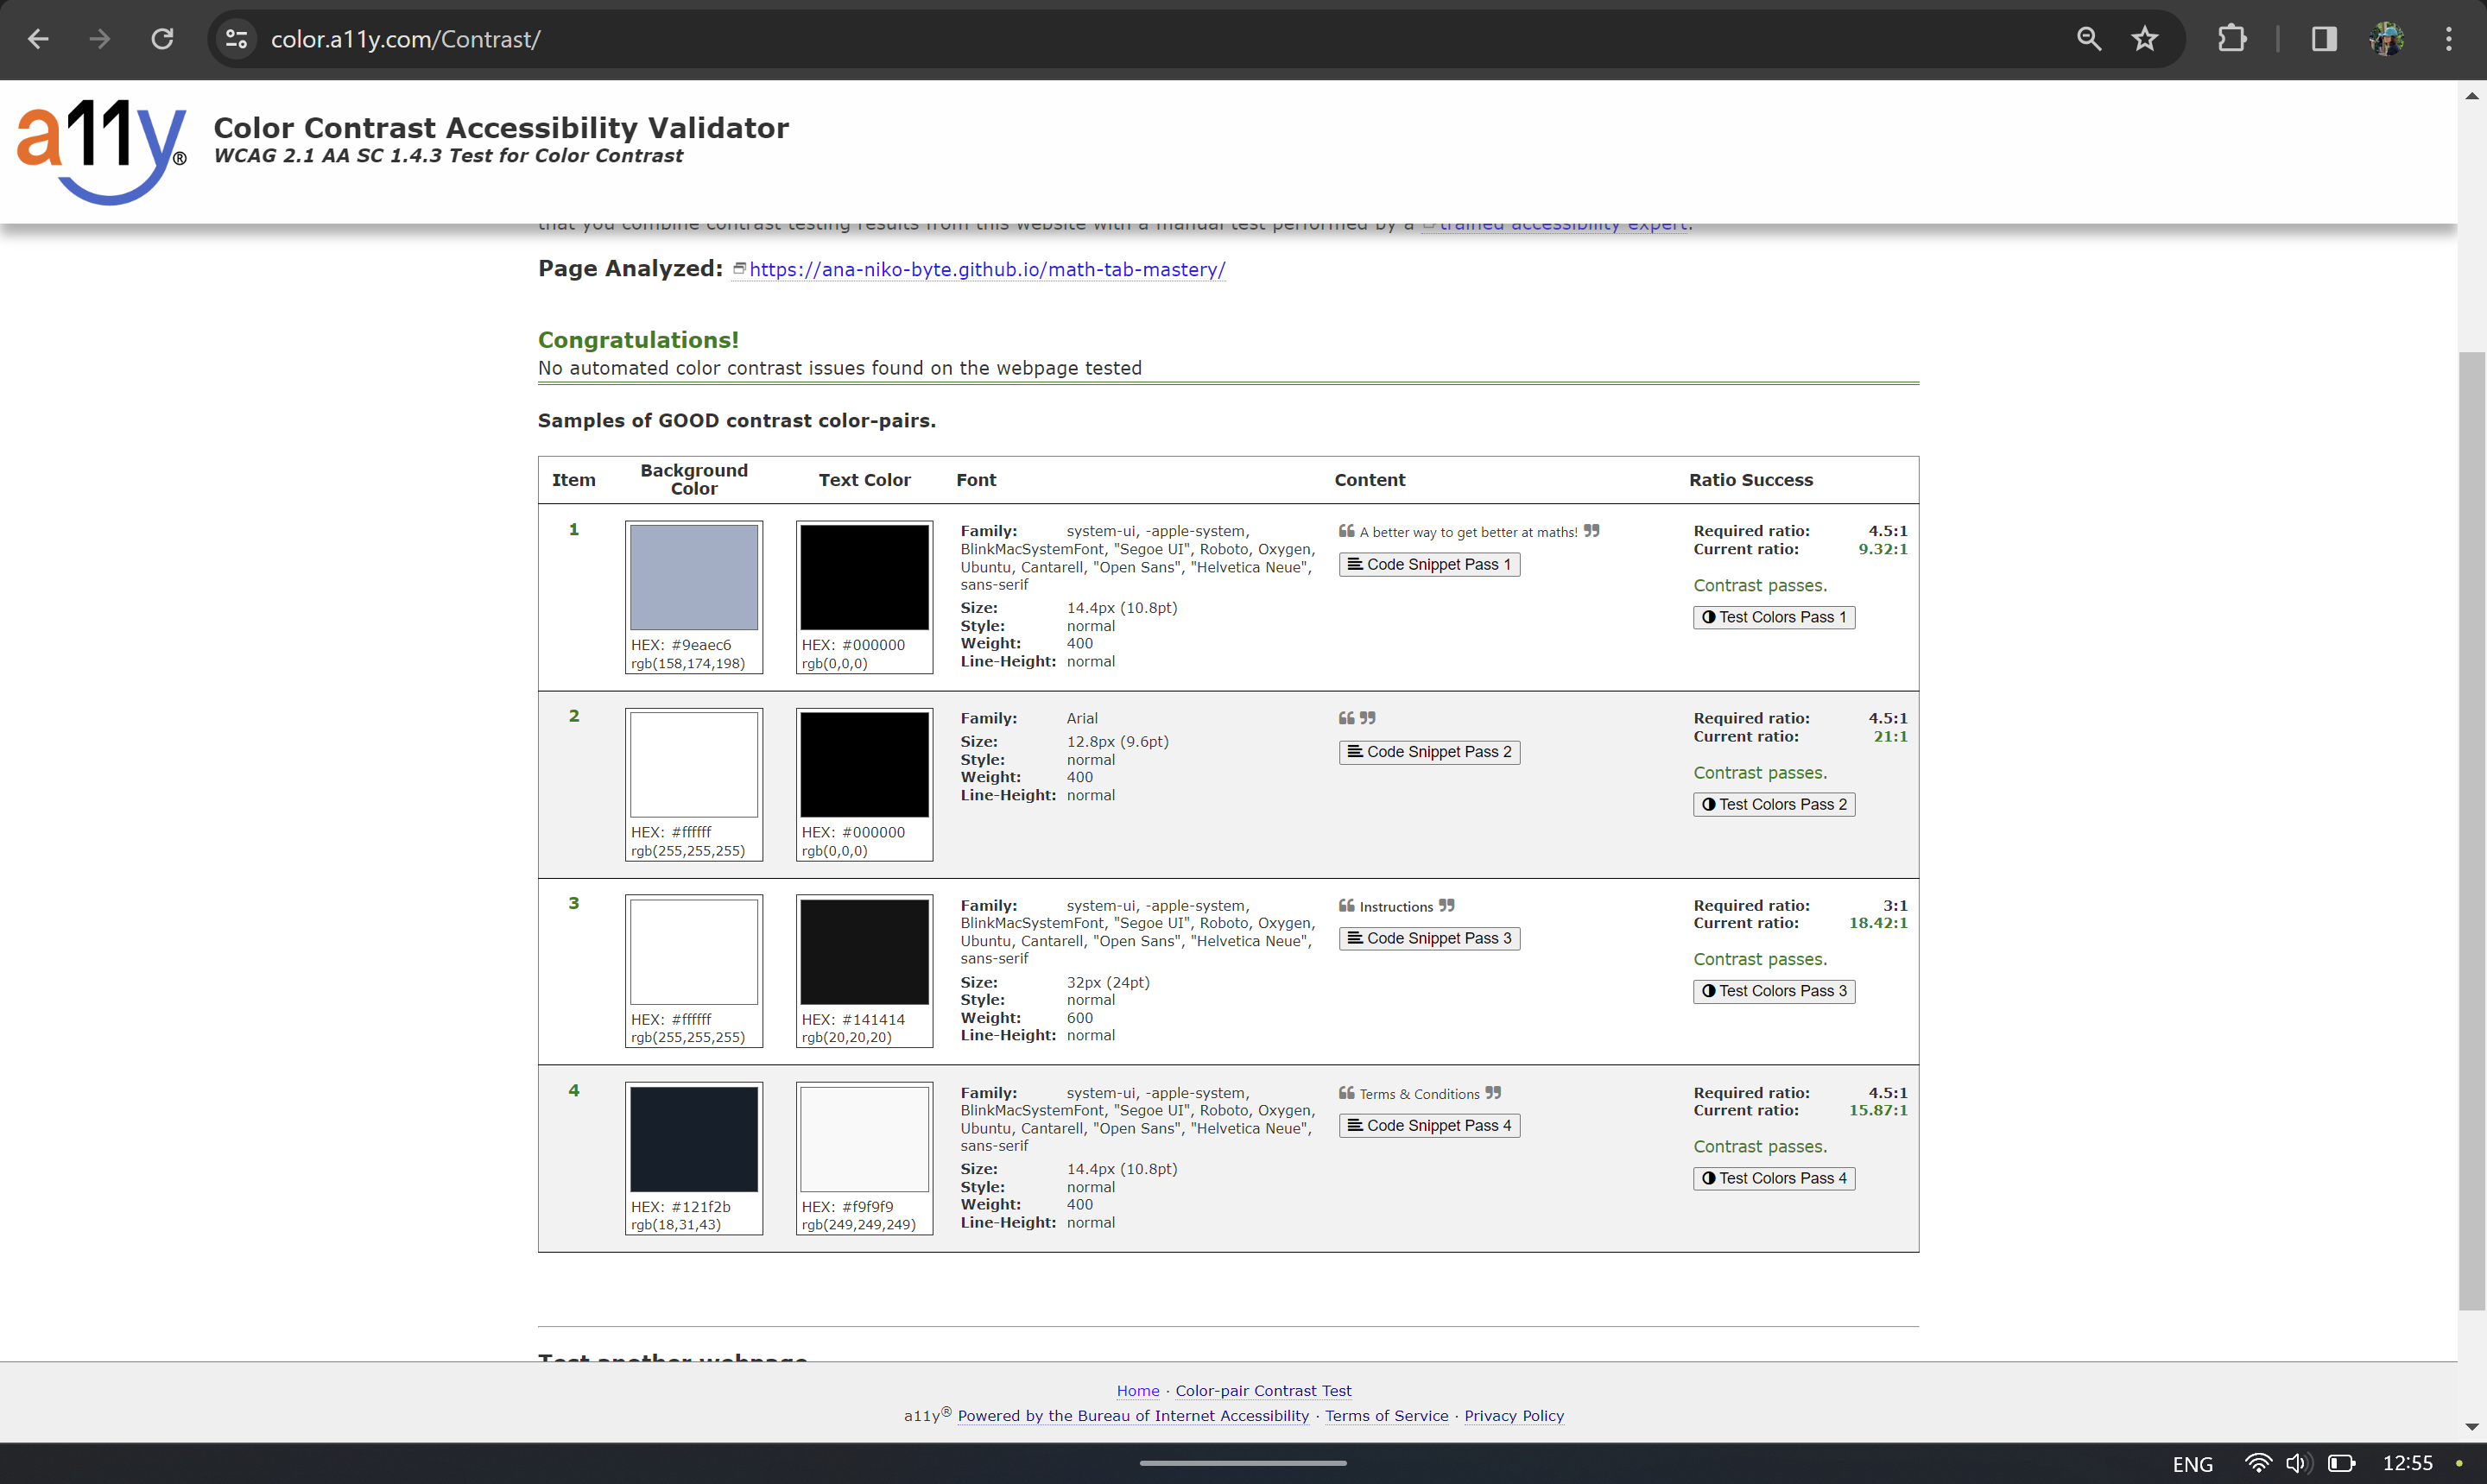 color.a11y.com/Contrast/
a11y®
Color Contrast Accessibility Validator
WCAG 2.1 AA SC 1.4.3 Test for Color Contrast
that you combine contrast testing results from this website with a manual test performed by a trained accessibility expert.
Page Analyzed: https://ana-niko-byte.github.io/math-tab-mastery/
Congratulations!
No automated color contrast issues found on the webpage tested
Samples of GOOD contrast color-pairs.
Item
Background
Color
Text Color
Font
Content
Ratio Success
1
HEX: #9eaec6
rgb(158,174,198)
HEX: #000000
rgb(0,0,0)
Family: system-ui, -apple-system,
BlinkMacSystemFont, "Segoe UI", Roboto, Oxygen,
Ubuntu, Cantarell, "Open Sans", "Helvetica Neue",
sans-serif
Size: 14.4px (10.8pt)
Style: normal
Weight: 400
Line-Height: normal
❝ A better way to get better at maths! ❞
Code Snippet Pass 1
Required ratio: 4.5:1
Current ratio: 9.32:1
Contrast passes.
Test Colors Pass 1
2
HEX: #ffffff
rgb(255,255,255)
HEX: #000000
rgb(0,0,0)
Family: Arial
Size: 12.8px (9.6pt)
Style: normal
Weight: 400
Line-Height: normal
❝ ❞
Code Snippet Pass 2
Required ratio: 4.5:1
Current ratio: 21:1
Contrast passes.
Test Colors Pass 2
3
HEX: #ffffff
rgb(255,255,255)
HEX: #141414
rgb(20,20,20)
Family: system-ui, -apple-system,
BlinkMacSystemFont, "Segoe UI", Roboto, Oxygen,
Ubuntu, Cantarell, "Open Sans", "Helvetica Neue",
sans-serif
Size: 32px (24pt)
Style: normal
Weight: 600
Line-Height: normal
❝ Instructions ❞
Code Snippet Pass 3
Required ratio: 3:1
Current ratio: 18.42:1
Contrast passes.
Test Colors Pass 3
4
HEX: #121f2b
rgb(18,31,43)
HEX: #f9f9f9
rgb(249,249,249)
Family: system-ui, -apple-system,
BlinkMacSystemFont, "Segoe UI", Roboto, Oxygen,
Ubuntu, Cantarell, "Open Sans", "Helvetica Neue",
sans-serif
Size: 14.4px (10.8pt)
Style: normal
Weight: 400
Line-Height: normal
❝ Terms & Conditions ❞
Code Snippet Pass 4
Required ratio: 4.5:1
Current ratio: 15.87:1
Contrast passes.
Test Colors Pass 4
Test another webpage
Home · Color-pair Contrast Test
a11y® Powered by the Bureau of Internet Accessibility · Terms of Service · Privacy Policy
ENG
12:55